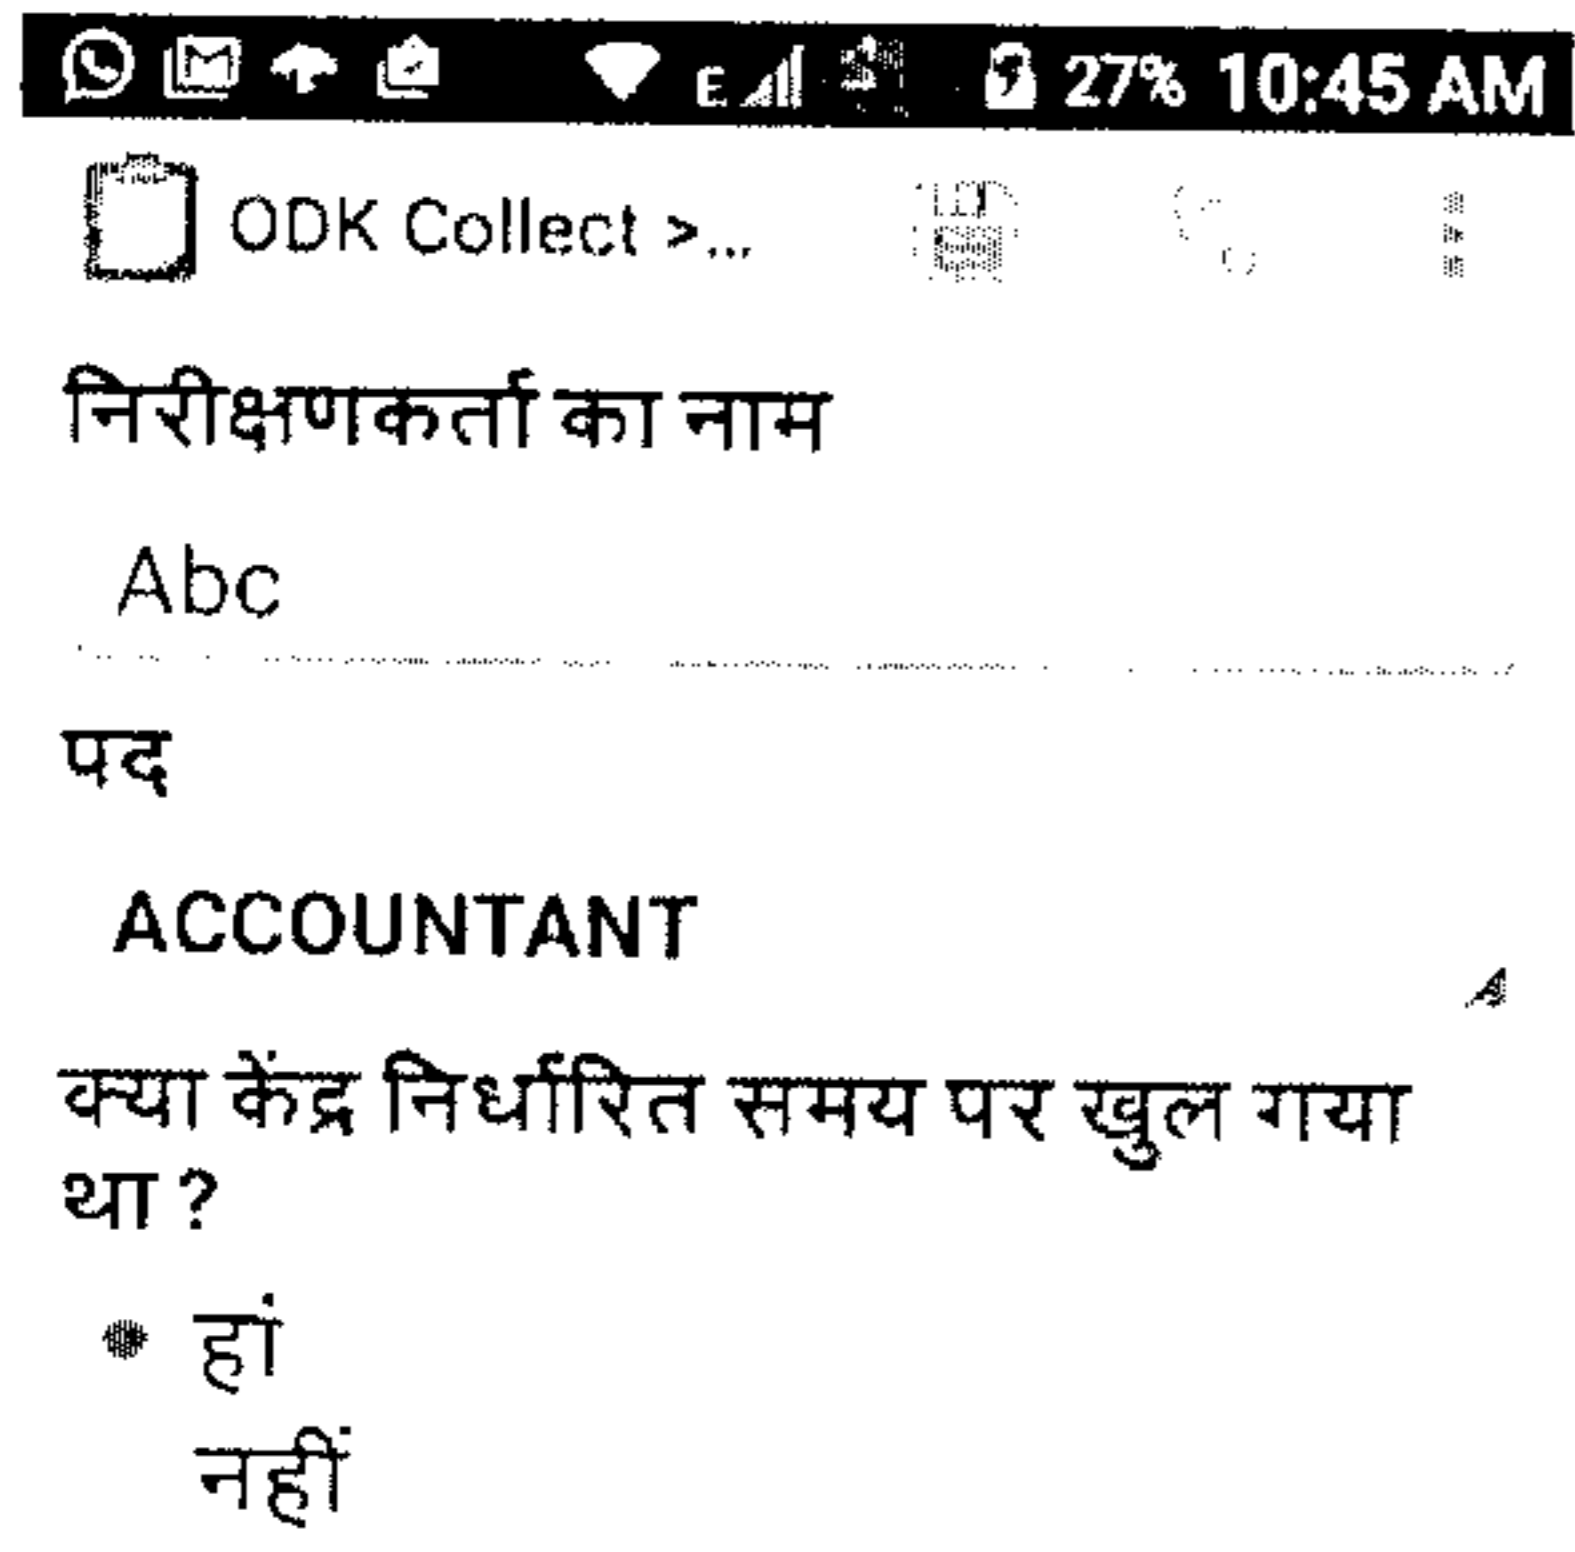 E 27% 10:45 AM
ODK Collect >...
निरीक्षणकर्ता का नाम
Abc
पद
ACCOUNTANT
क्या केंद्र निर्धारित समय पर खुल गया
था ?
हां
नहीं